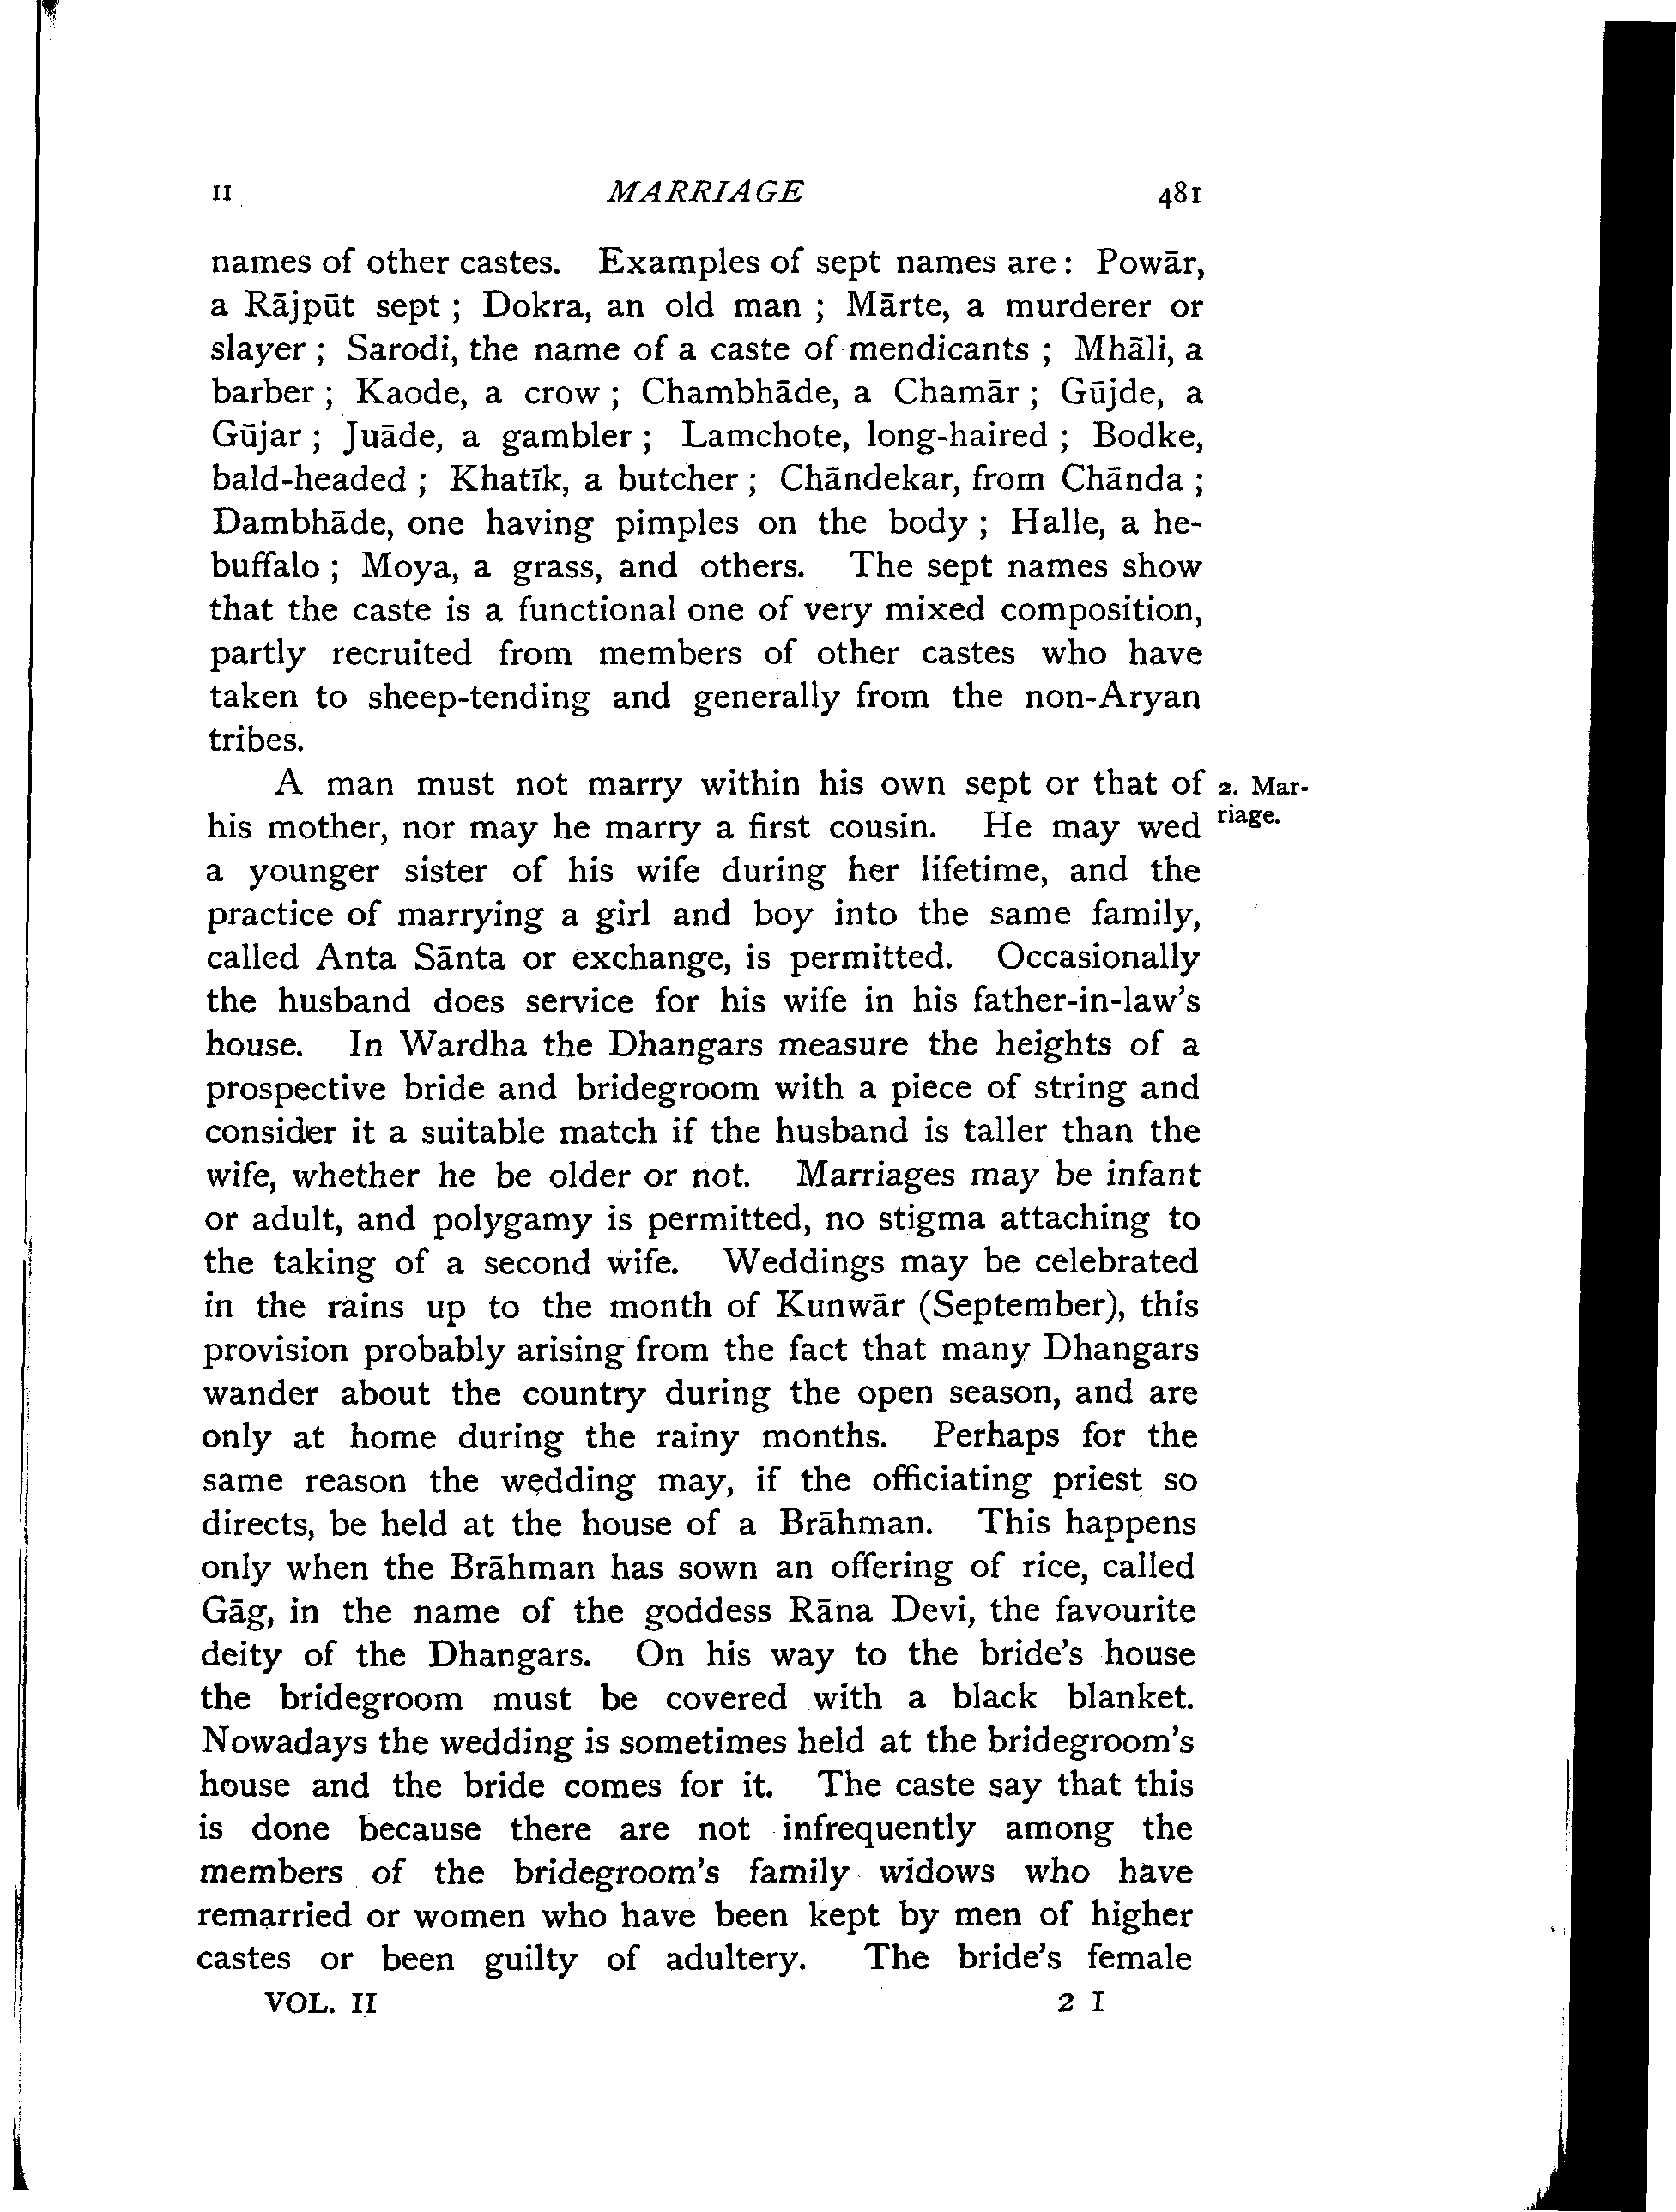 II MARRIAGE 481
names of other castes. Examples of sept names are: Powār,
a Rājpūt sept ; Dokra, an old man ; Mārte, a murderer or
slayer ; Sarodi, the name of a caste of mendicants ; Mhāli, a
barber ; Kaode, a crow ; Chambhāde, a Chamār ; Gūjde, a
Gūjar ; Juāde, a gambler ; Lamchote, long-haired ; Bodke,
bald-headed ; Khatīk, a butcher ; Chāndekar, from Chānda ;
Dambhāde, one having pimples on the body ; Halle, a he-
buffalo ; Moya, a grass, and others. The sept names show
that the caste is a functional one of very mixed composition,
partly recruited from members of other castes who have
taken to sheep-tending and generally from the non-Aryan
tribes.
A man must not marry within his own sept or that of 2. Mar-
his mother, nor may he marry a first cousin. He may wed riage.
a younger sister of his wife during her lifetime, and the
practice of marrying a girl and boy into the same family,
called Anta Sānta or exchange, is permitted. Occasionally
the husband does service for his wife in his father-in-law's
house. In Wardha the Dhangars measure the heights of a
prospective bride and bridegroom with a piece of string and
consider it a suitable match if the husband is taller than the
wife, whether he be older or not. Marriages may be infant
or adult, and polygamy is permitted, no stigma attaching to
the taking of a second wife. Weddings may be celebrated
in the rains up to the month of Kunwār (September), this
provision probably arising from the fact that many Dhangars
wander about the country during the open season, and are
only at home during the rainy months. Perhaps for the
same reason the wedding may, if the officiating priest so
directs, be held at the house of a Brāhman. This happens
only when the Brāhman has sown an offering of rice, called
Gāg, in the name of the goddess Rāna Devi, the favourite
deity of the Dhangars. On his way to the bride's house
the bridegroom must be covered with a black blanket.
Nowadays the wedding is sometimes held at the bridegroom's
house and the bride comes for it. The caste say that this
is done because there are not infrequently among the
members of the bridegroom's family widows who have
remarried or women who have been kept by men of higher
castes or been guilty of adultery. The bride's female
VOL. II 2 I